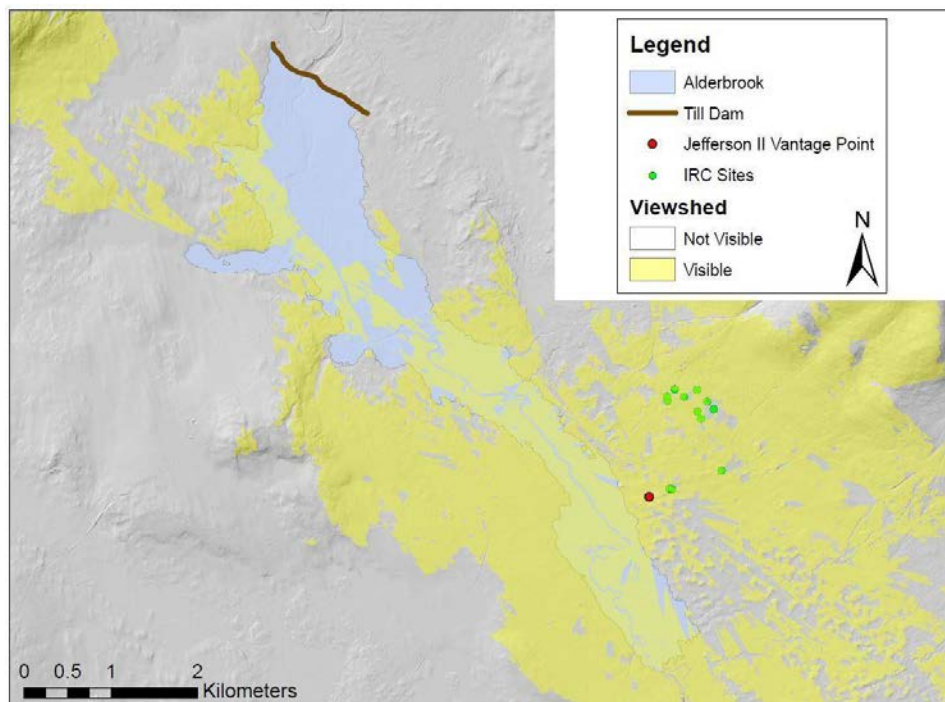 Legend
Alderbrook
Till Dam
Jefferson II Vantage Point
IRC Sites
Viewshed
Not Visible
Visible
N
0 0.5 1 2
Kilometers